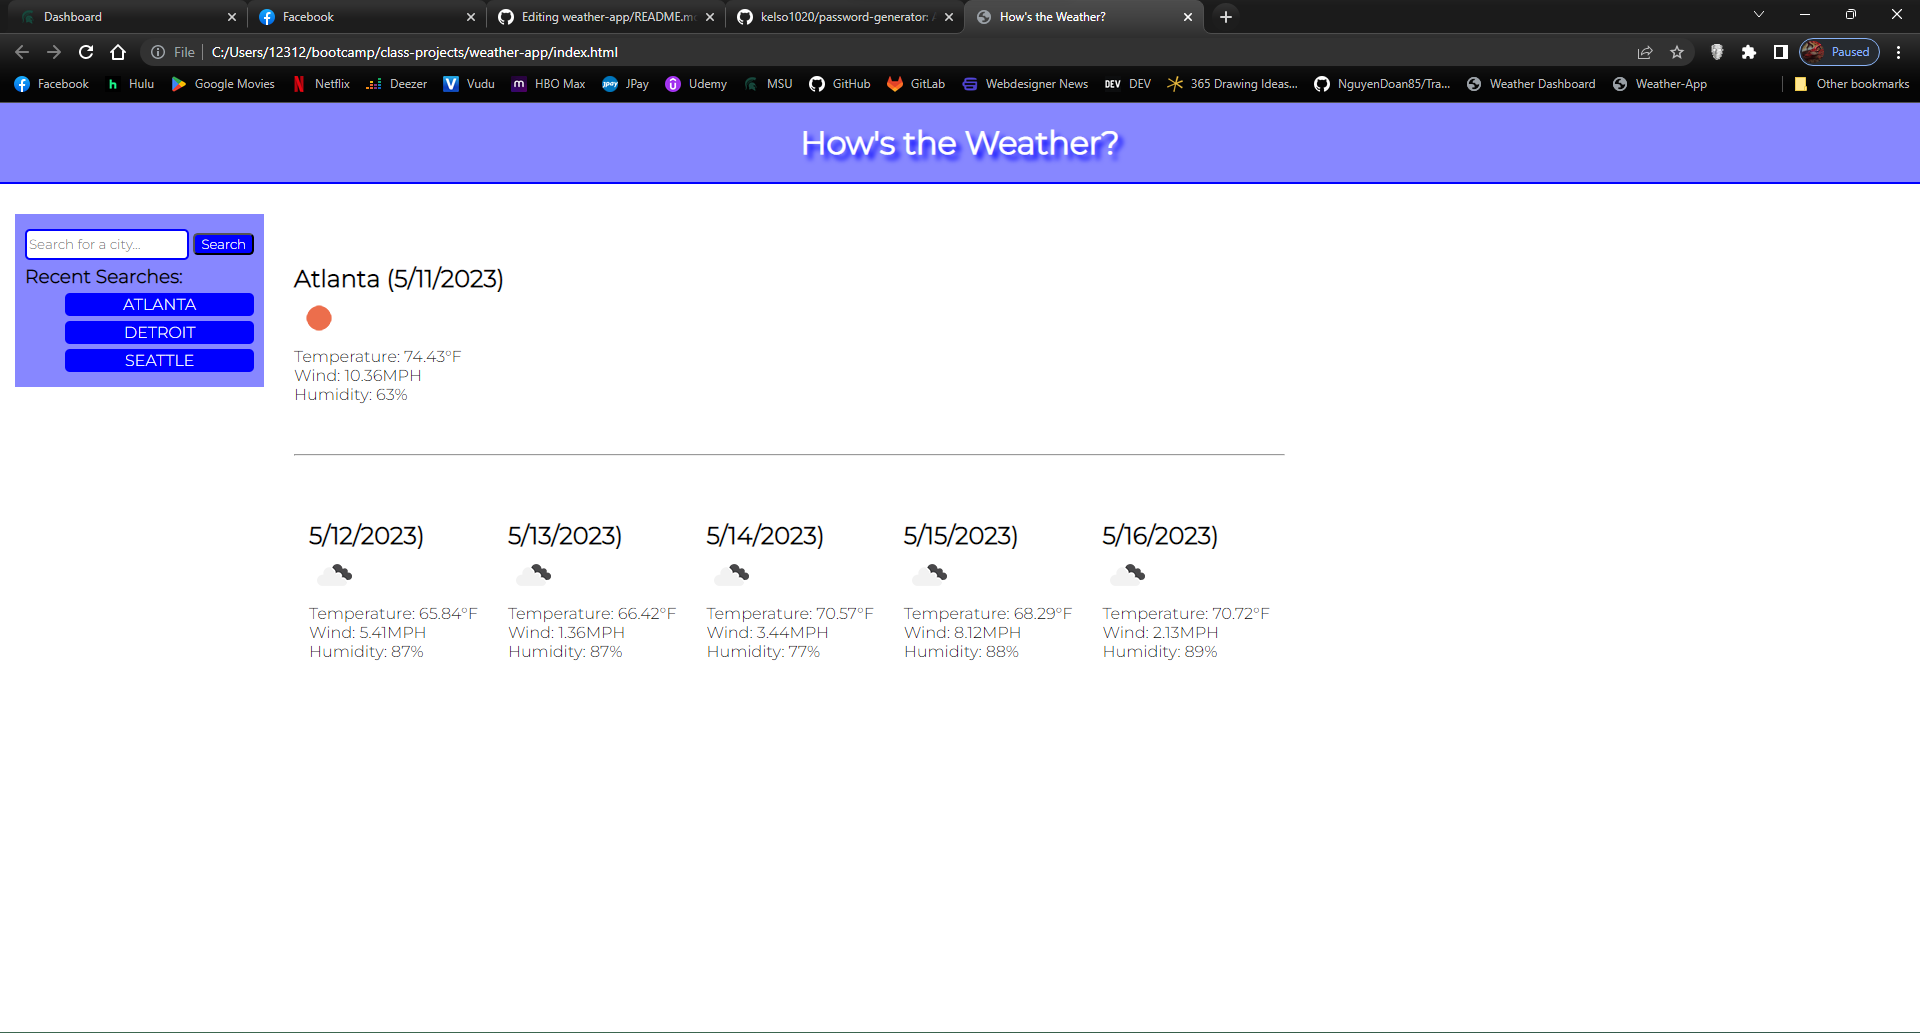 Dashboard
Facebook
Editing weather-app/README.m
kelso1020/password-generator:
How's the Weather?
File
C:/Users/12312/bootcamp/class-projects/weather-app/index.html
Paused
Facebook
Hulu
Google Movies
Netflix
Deezer
Vudu
HBO Max
JPay
Udemy
MSU
GitHub
GitLab
Webdesigner News
DEV DEV
365 Drawing Ideas...
NguyenDoan85/Tra...
Weather Dashboard
Weather-App
Other bookmarks
How's the Weather?
Search for a city...
Search
Recent Searches:
ATLANTA
DETROIT
SEATTLE
Atlanta (5/11/2023)
Temperature: 74.43°F
Wind: 10.36MPH
Humidity: 63%
5/12/2023)
Temperature: 65.84°F
Wind: 5.41MPH
Humidity: 87%
5/13/2023)
Temperature: 66.42°F
Wind: 1.36MPH
Humidity: 87%
5/14/2023)
Temperature: 70.57°F
Wind: 3.44MPH
Humidity: 77%
5/15/2023)
Temperature: 68.29°F
Wind: 8.12MPH
Humidity: 88%
5/16/2023)
Temperature: 70.72°F
Wind: 2.13MPH
Humidity: 89%